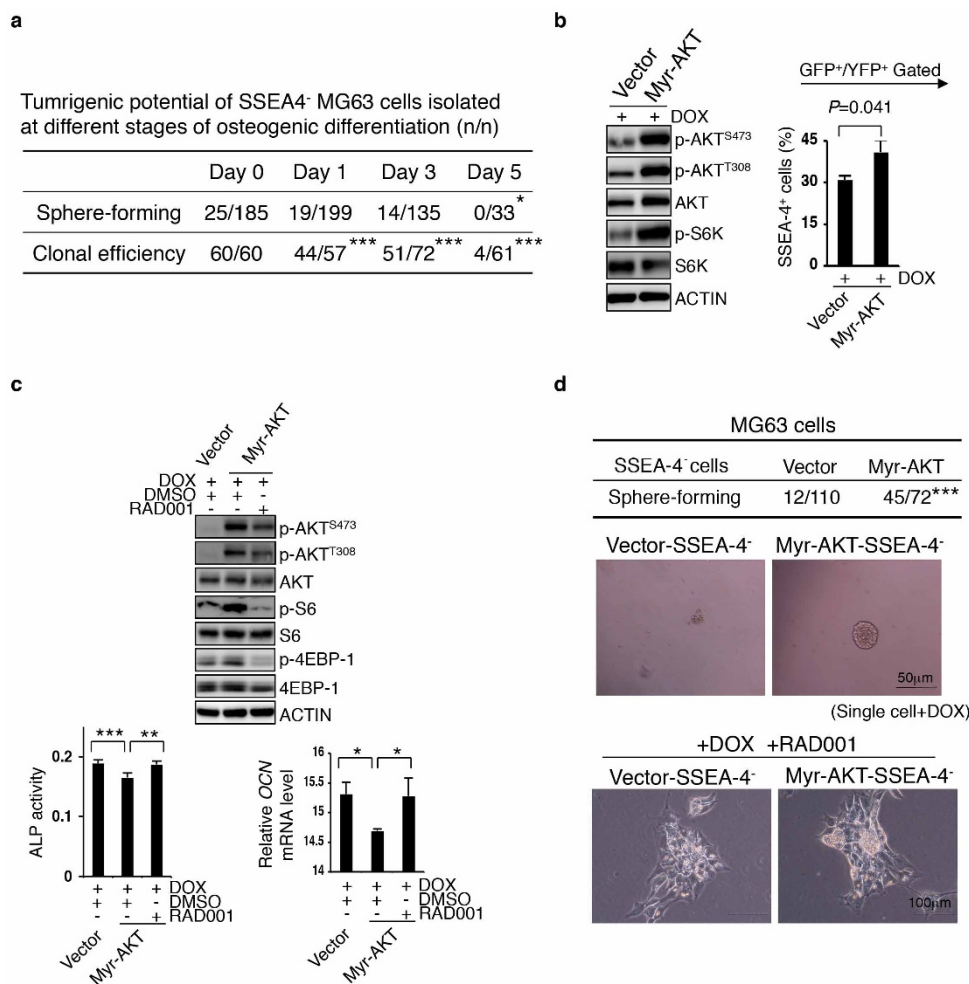 a
Tumrigenic potential of SSEA4⁻ MG63 cells isolated
at different stages of osteogenic differentiation (n/n)
Day 0 Day 1 Day 3 Day 5
Sphere-forming 25/185 19/199 14/135 0/33*
Clonal efficiency 60/60 44/57*** 51/72*** 4/61***
b
Vector Myr-AKT
+ + DOX
p-AKT^S473
p-AKT^T308
AKT
p-S6K
S6K
ACTIN
GFP⁺/YFP⁺ Gated
P=0.041
SSEA-4⁺ cells (%)
45
30
15
0
+ + DOX
Vector Myr-AKT
c
Vector Myr-AKT
DOX + + +
DMSO + + -
RAD001 - - +
p-AKT^S473
p-AKT^T308
AKT
p-S6
S6
p-4EBP-1
4EBP-1
ACTIN
ALP activity
0.2
0.1
0
*** **
+ + + DOX
+ + - DMSO
- - + RAD001
Vector Myr-AKT
Relative OCN
mRNA level
16
15.5
15
14.5
14
* *
+ + + DOX
+ + - DMSO
- - + RAD001
Vector Myr-AKT
d
MG63 cells
SSEA-4⁻cells Vector Myr-AKT
Sphere-forming 12/110 45/72***
Vector-SSEA-4⁻ Myr-AKT-SSEA-4⁻
50μm
(Single cell+DOX)
+DOX +RAD001
Vector-SSEA-4⁻ Myr-AKT-SSEA-4⁻
100μm